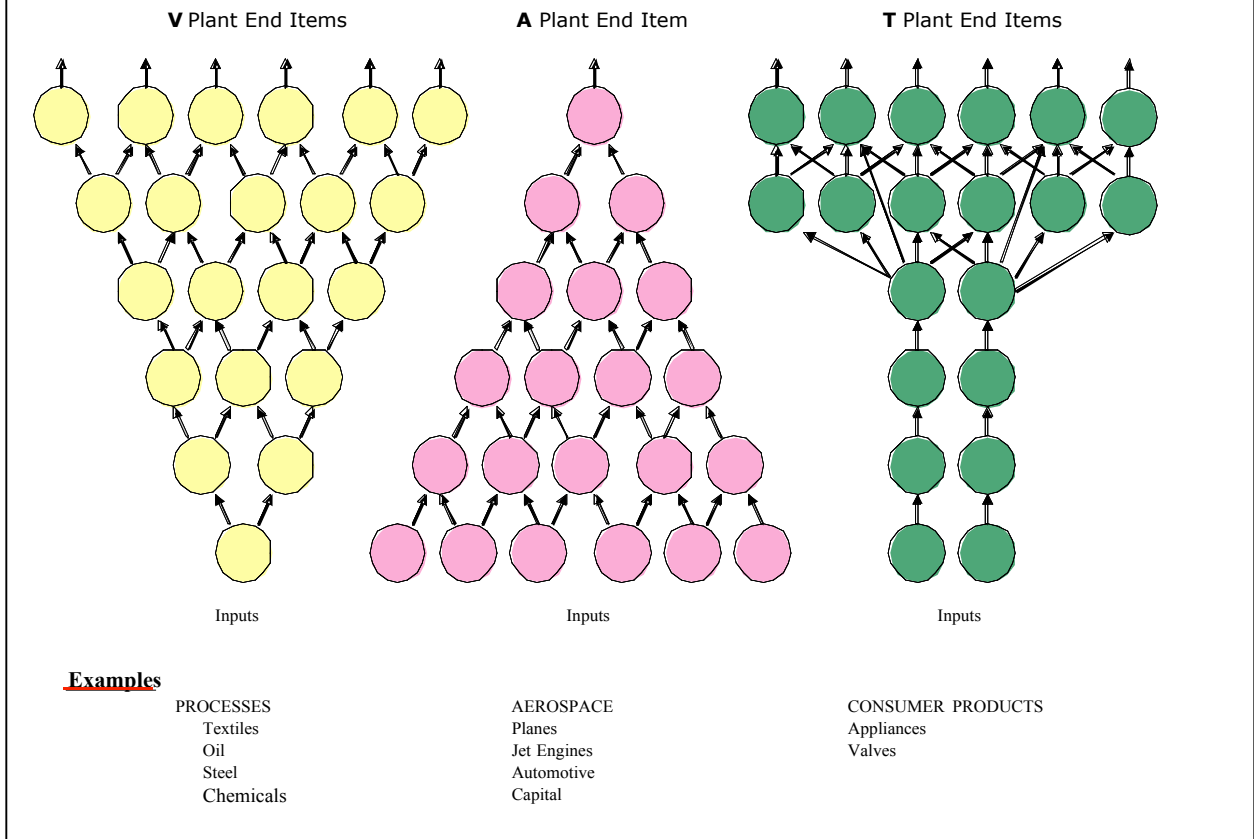 V Plant End Items
A Plant End Item
T Plant End Items
Inputs
Inputs
Inputs
Examples
PROCESSES
Textiles
Oil
Steel
Chemicals
AEROSPACE
Planes
Jet Engines
Automotive
Capital
CONSUMER PRODUCTS
Appliances
Valves